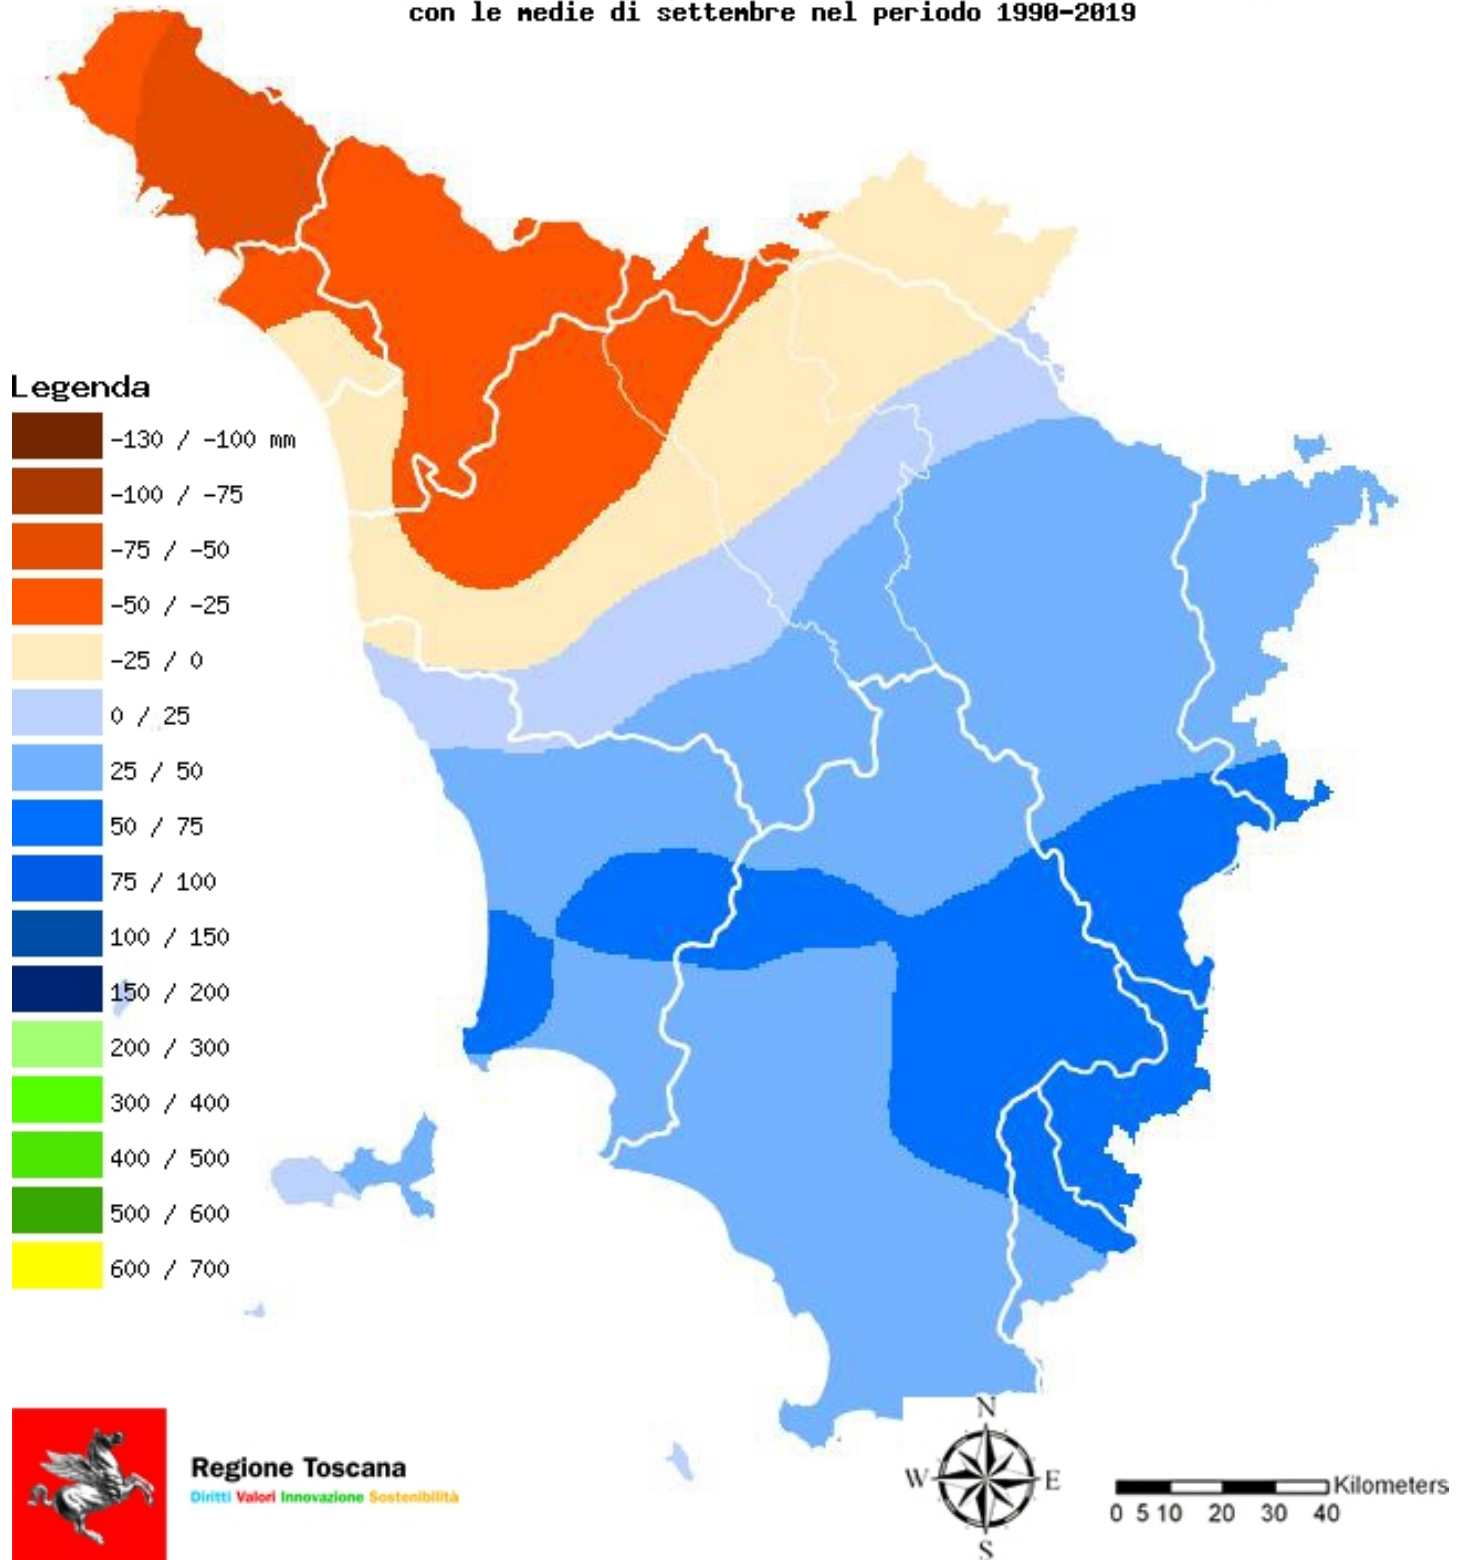 con le medie di settembre nel periodo 1990-2019
Legenda
-130 / -100 mm
-100 / -75
-75 / -50
-50 / -25
-25 / 0
0 / 25
25 / 50
50 / 75
75 / 100
100 / 150
150 / 200
200 / 300
300 / 400
400 / 500
500 / 600
600 / 700
Regione Toscana
Diritti Valori Innovazione Sostenibilità
N
W E
S
Kilometers
0 5 10 20 30 40